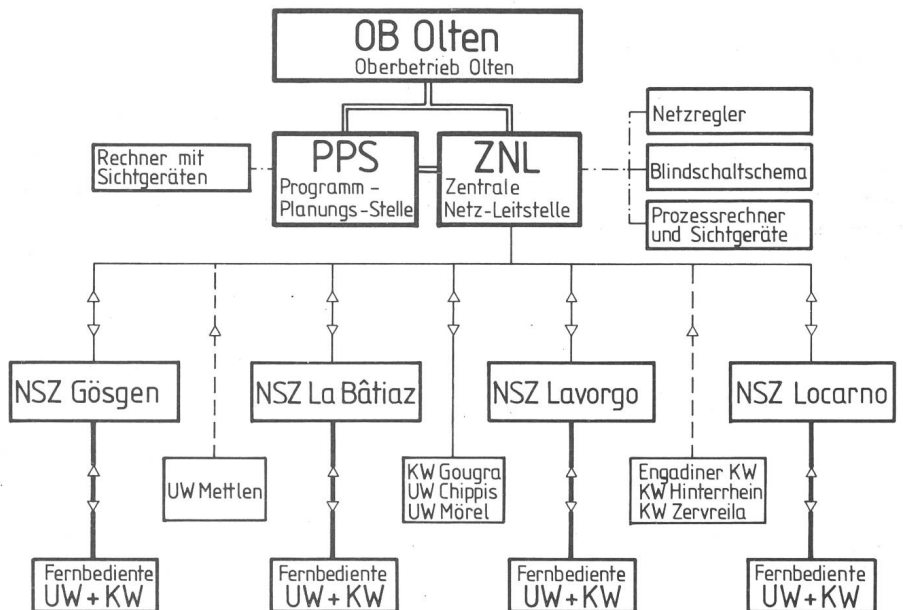 OB Olten
Oberbetrieb Olten
Rechner mit
Sichtgeräten
PPS
Programm-
Planungs-Stelle
ZNL
Zentrale
Netz-Leitstelle
Netzregler
Blindschaltschema
Prozessrechner
und Sichtgeräte
NSZ Gösgen
NSZ La Bâtiaz
NSZ Lavorgo
NSZ Locarno
UW Mettlen
KW Gougra
UW Chippis
UW Mörel
Engadiner KW
KW Hinterrhein
KW Zervreila
Fernbediente
UW + KW
Fernbediente
UW + KW
Fernbediente
UW + KW
Fernbediente
UW + KW